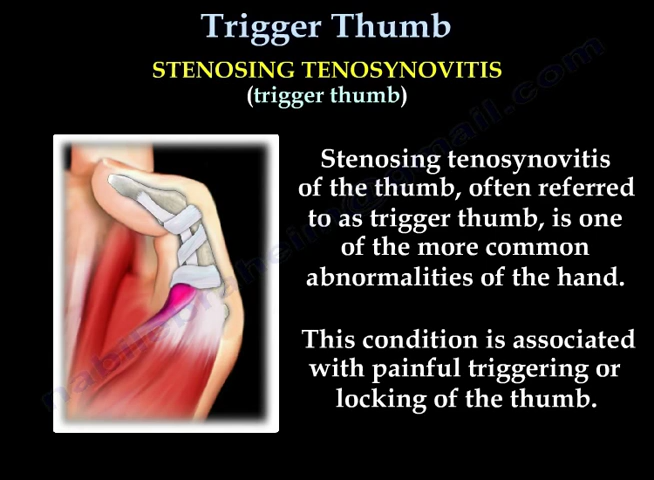 Trigger Thumb
STENOSING TENOSYNOVITIS
(trigger thumb)
Stenosing tenosynovitis
of the thumb, often referred
to as trigger thumb, is one
of the more common
abnormalities of the hand.
This condition is associated
with painful triggering or
locking of the thumb.